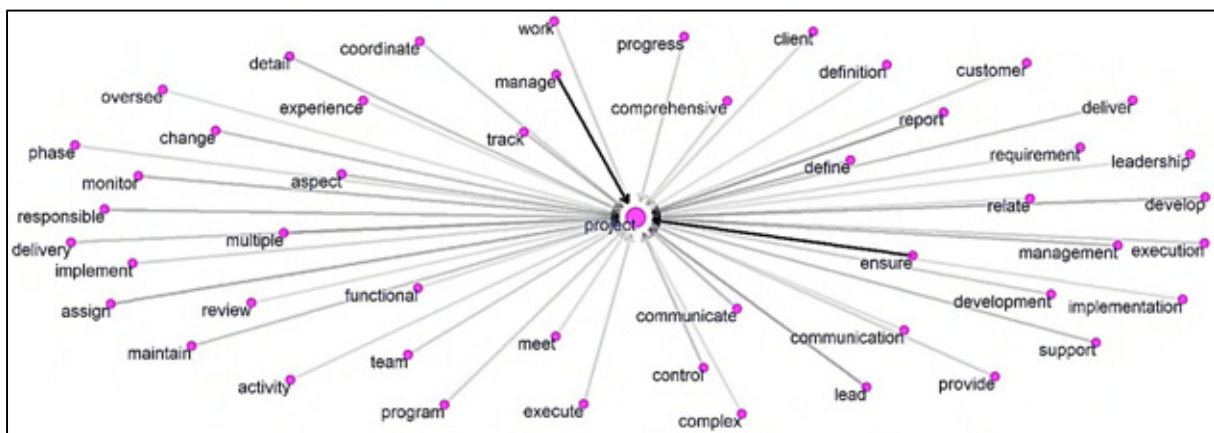 work
progress
client
coordinate
detail
manage
definition
customer
oversee
experience
comprehensive
report
deliver
change
track
phase
requirement
leadership
monitor
aspect
define
responsible
project
relate
develop
delivery
multiple
management
execution
implement
ensure
assign
review
functional
communicate
development
implementation
maintain
team
meet
communication
support
activity
control
lead
provide
program
execute
complex